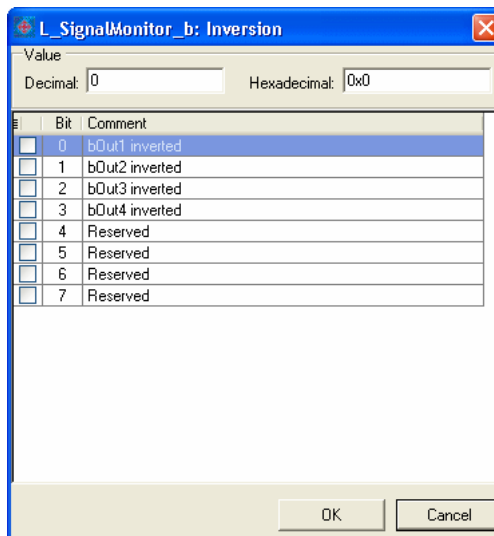 L_SignalMonitor_b: Inversion
Value
Decimal: 0 Hexadecimal: 0x0
Bit Comment
0 bOut1 inverted
1 bOut2 inverted
2 bOut3 inverted
3 bOut4 inverted
4 Reserved
5 Reserved
6 Reserved
7 Reserved
OK Cancel